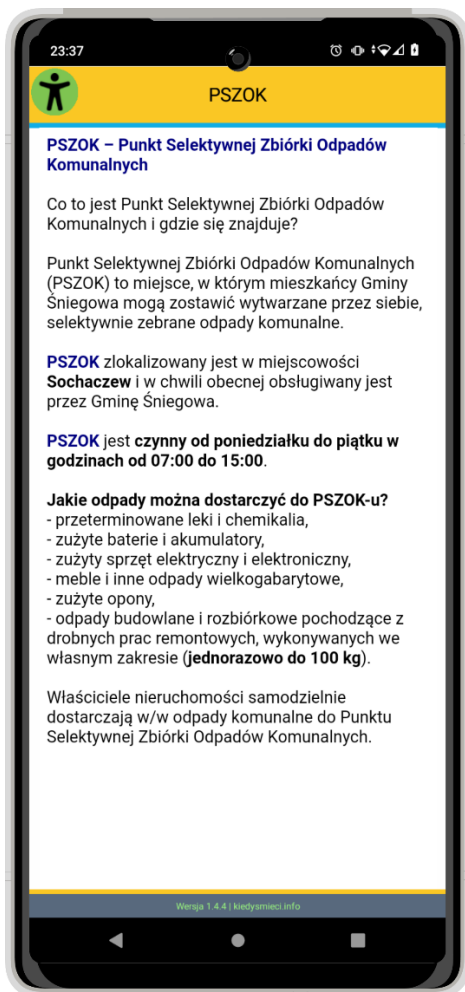 23:37
PSZOK
PSZOK – Punkt Selektywnej Zbiórki Odpadów
Komunalnych
Co to jest Punkt Selektywnej Zbiórki Odpadów
Komunalnych i gdzie się znajduje?
Punkt Selektywnej Zbiórki Odpadów Komunalnych
(PSZOK) to miejsce, w którym mieszkańcy Gminy
Śniegowa mogą zostawić wytwarzane przez siebie,
selektywnie zebrane odpady komunalne.
PSZOK zlokalizowany jest w miejscowości
Sochaczew i w chwili obecnej obsługiwany jest
przez Gminę Śniegowa.
PSZOK jest czynny od poniedziałku do piątku w
godzinach od 07:00 do 15:00.
Jakie odpady można dostarczyć do PSZOK-u?
- przeterminowane leki i chemikalia,
- zużyte baterie i akumulatory,
- zużyty sprzęt elektryczny i elektroniczny,
- meble i inne odpady wielkogabarytowe,
- zużyte opony,
- odpady budowlane i rozbiórkowe pochodzące z
drobnych prac remontowych, wykonywanych we
własnym zakresie (jednorazowo do 100 kg).
Właściciele nieruchomości samodzielnie
dostarczają w/w odpady komunalne do Punktu
Selektywnej Zbiórki Odpadów Komunalnych.
Wersja 1.4.4 | kiedysmieci.info